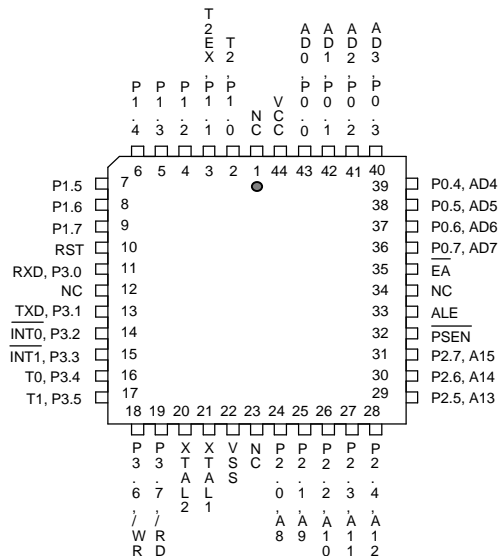 P1.4
P1.3
P1.2
T2EX,P1.1
T2,P1.0
NC
VCC
AD0,P0.0
AD1,P0.1
AD2,P0.2
AD3,P0.3
6 5 4 3 2 1 44 43 42 41 40
P1.5 7
P1.6 8
P1.7 9
RST 10
RXD, P3.0 11
NC 12
TXD, P3.1 13
INT0, P3.2 14
INT1, P3.3 15
T0, P3.4 16
T1, P3.5 17
39 P0.4, AD4
38 P0.5, AD5
37 P0.6, AD6
36 P0.7, AD7
35 EA
34 NC
33 ALE
32 PSEN
31 P2.7, A15
30 P2.6, A14
29 P2.5, A13
18 19 20 21 22 23 24 25 26 27 28
P3.6,/WR
P3.7,/RD
XTAL2
XTAL1
VSS
NC
P2.0,A8
P2.1,A9
P2.2,A10
P2.3,A11
P2.4,A12